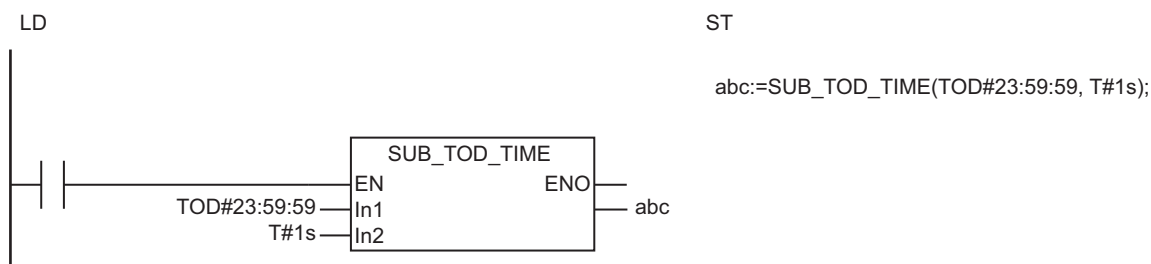 LD
ST
abc:=SUB_TOD_TIME(TOD#23:59:59, T#1s);
SUB_TOD_TIME
EN ENO
TOD#23:59:59 In1 abc
T#1s In2